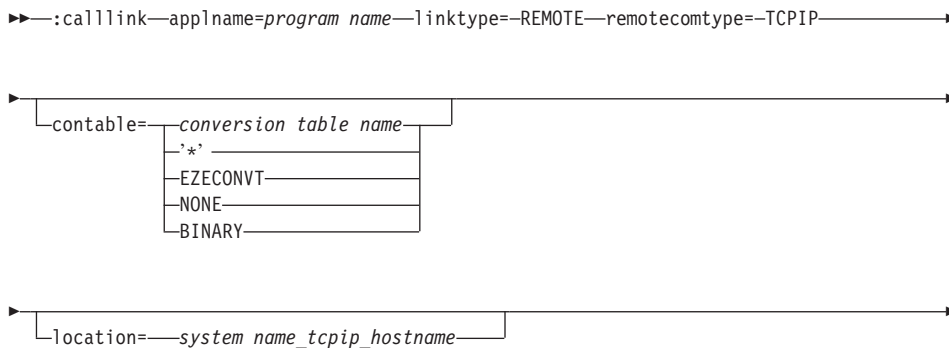 :calllink applname=program name linktype= REMOTE remotecomtype= TCPIP
contable= conversion table name
'*'
EZECONVT
NONE
BINARY
location= system name_tcpip_hostname